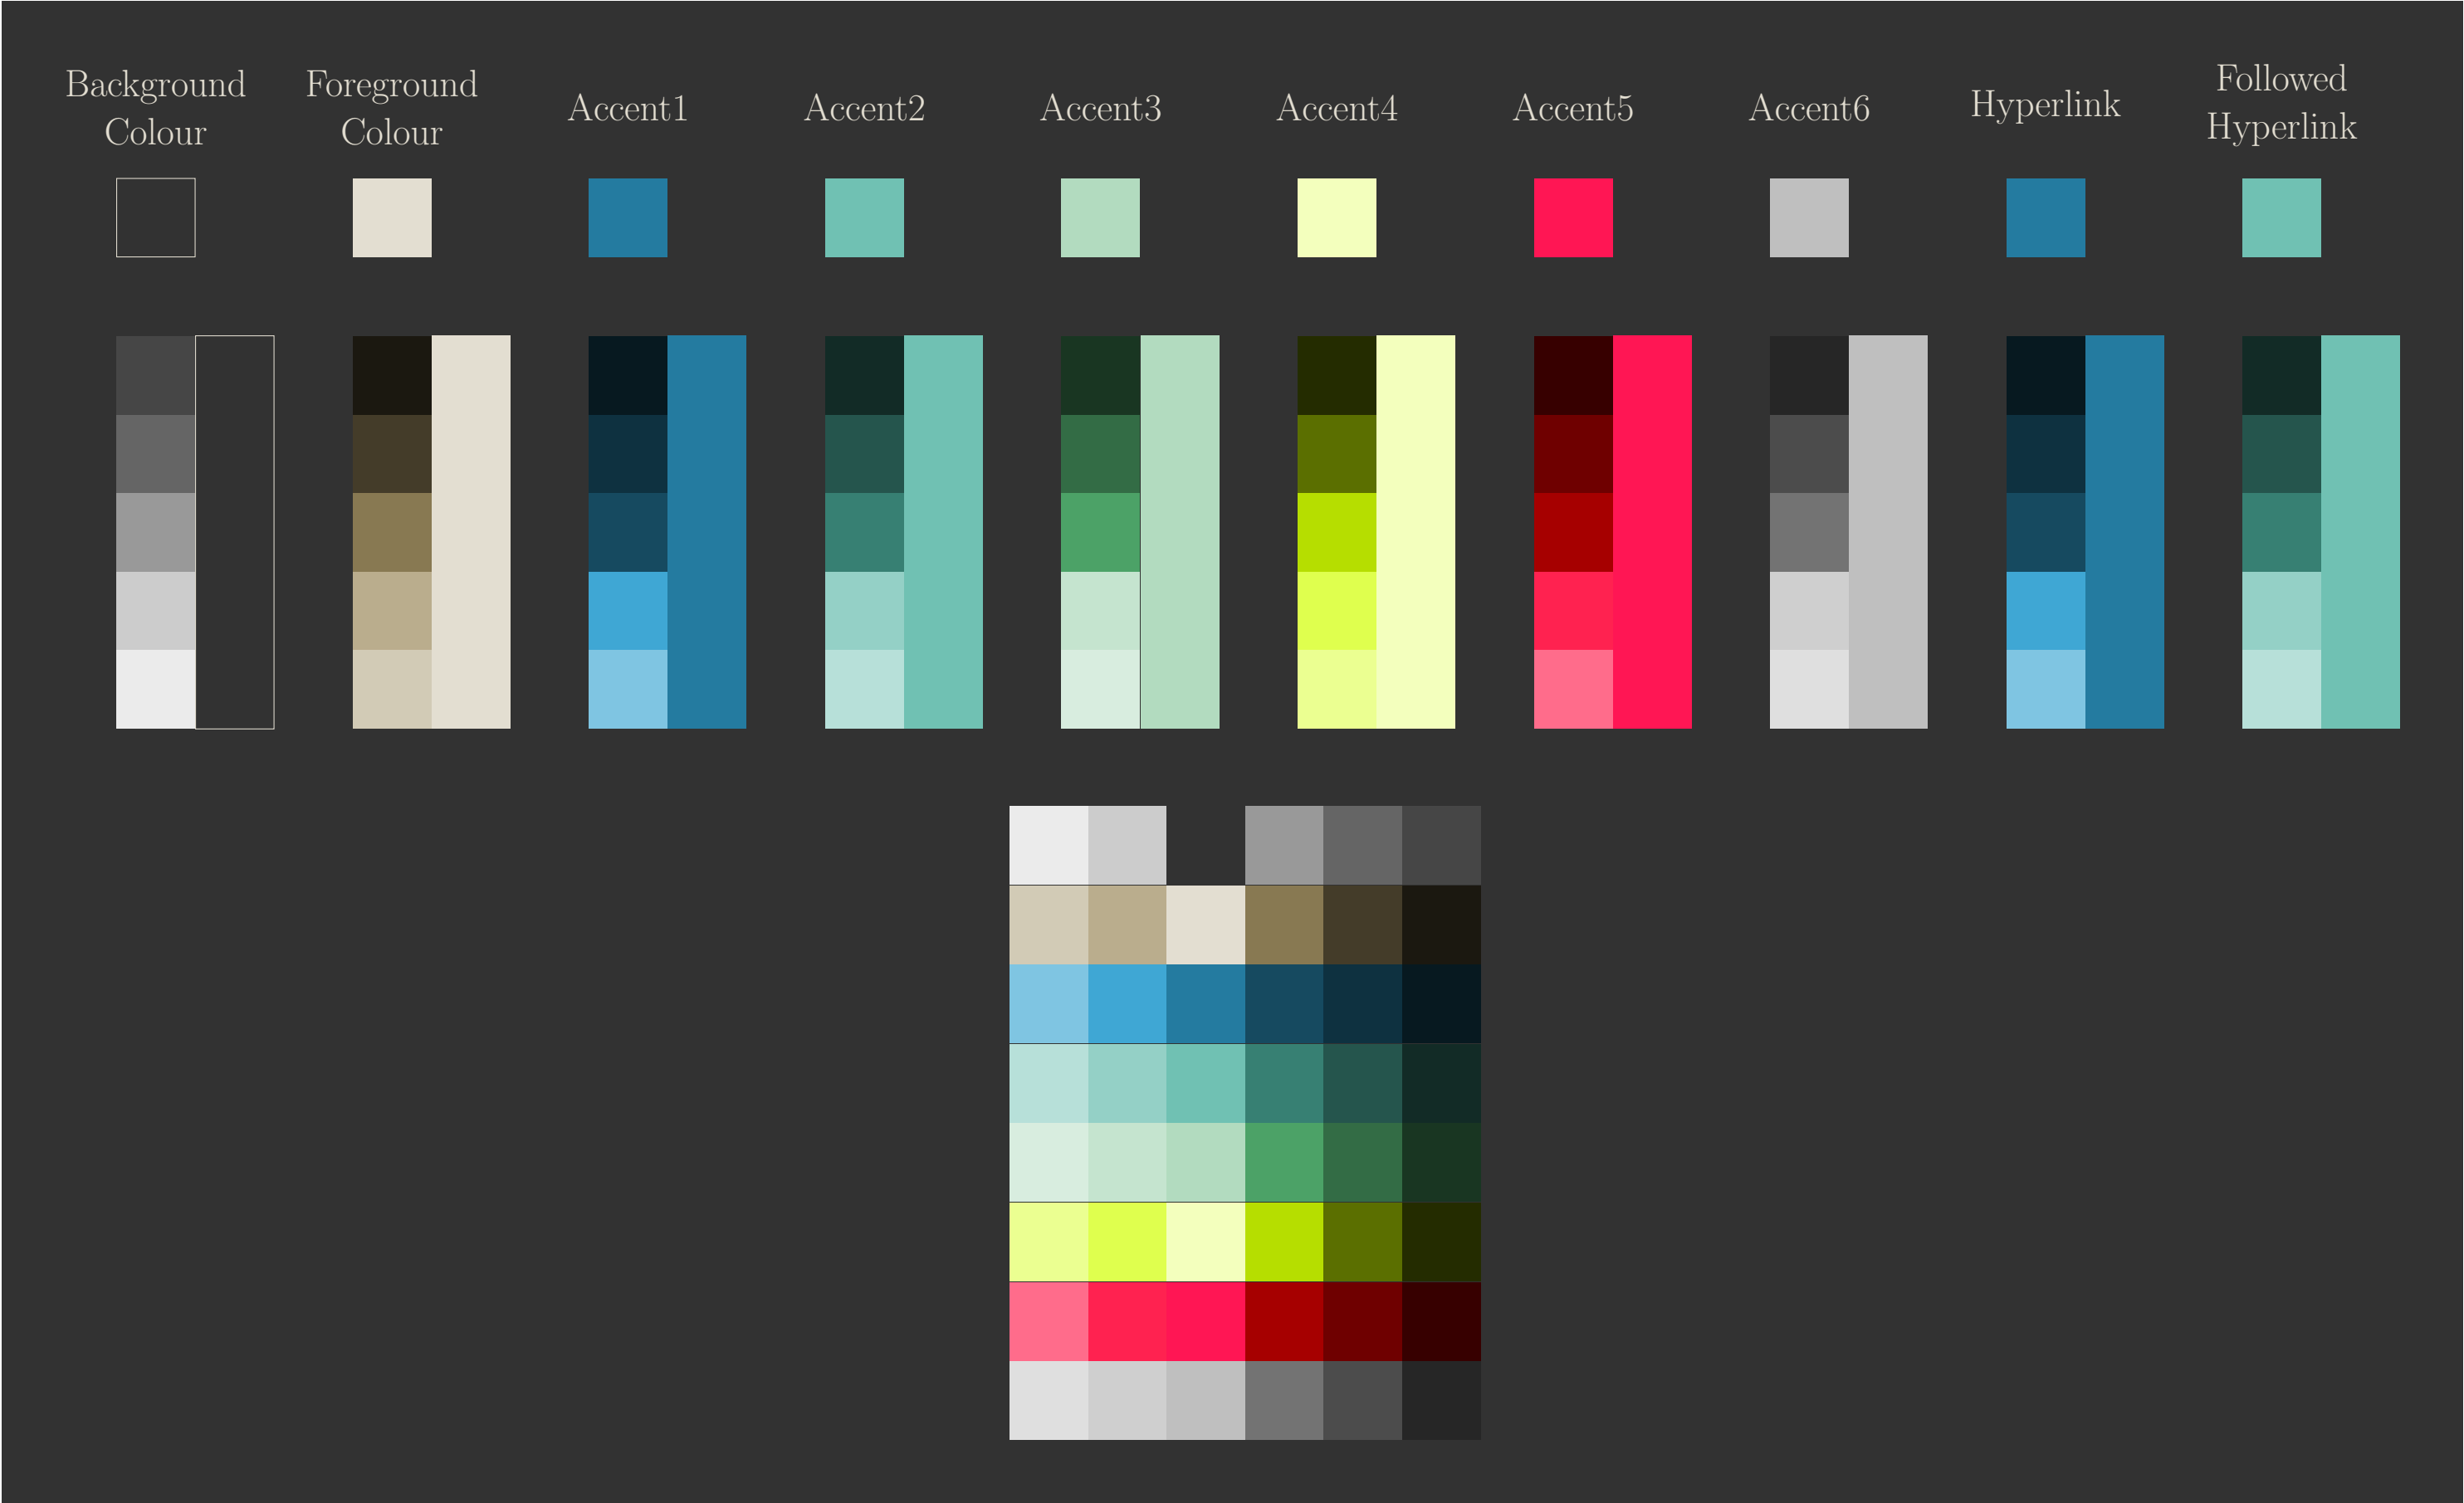 Background
Colour
Foreground
Colour
Accent1
Accent2
Accent3
Accent4
Accent5
Accent6
Hyperlink
Followed
Hyperlink